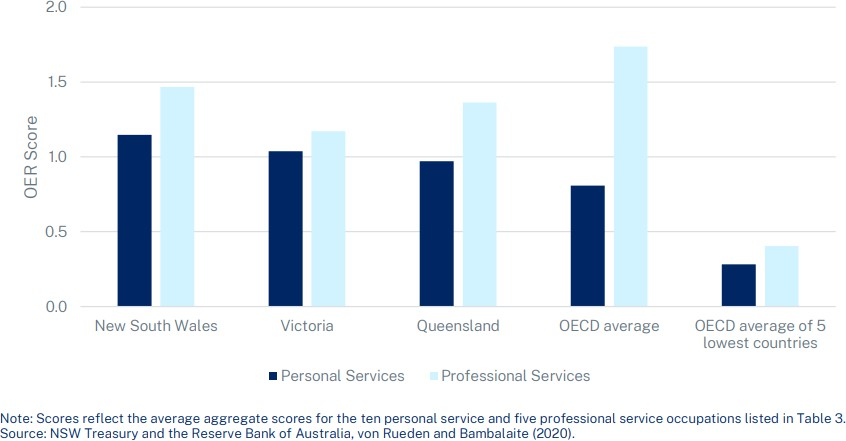 2.0
1.5
1.0
0.5
0.0
OER Score
New South Wales
Victoria
Queensland
OECD average
OECD average of 5
lowest countries
Personal Services
Professional Services
Note: Scores reflect the average aggregate scores for the ten personal service and five professional service occupations listed in Table 3.
Source: NSW Treasury and the Reserve Bank of Australia, von Rueden and Bambalaite (2020).